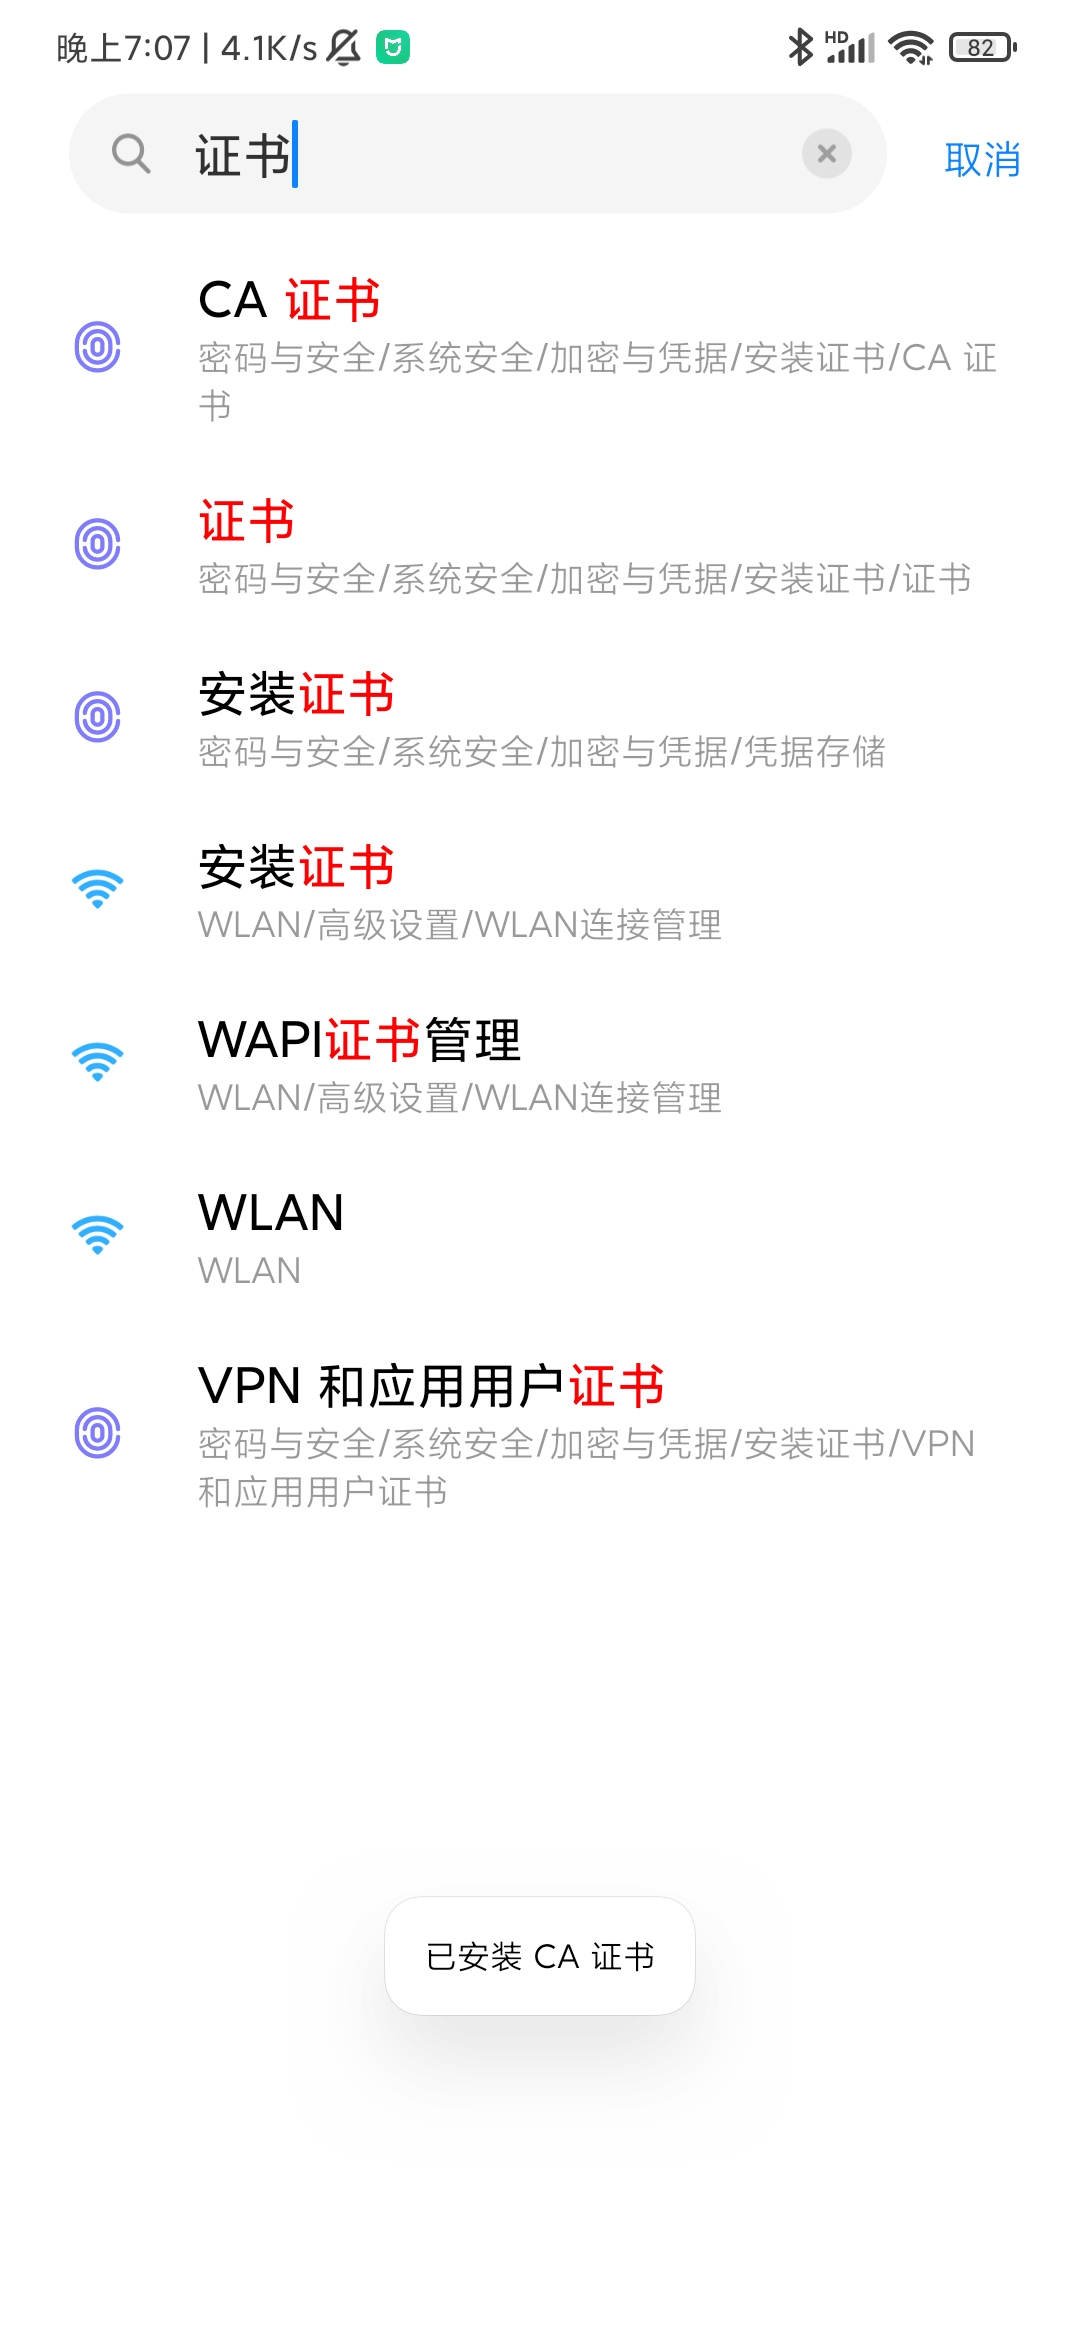 晚上7:07 | 4.1K/s
HD
82
证书
取消
CA 证书
密码与安全/系统安全/加密与凭据/安装证书/CA 证
书
证书
密码与安全/系统安全/加密与凭据/安装证书/证书
安装证书
密码与安全/系统安全/加密与凭据/凭据存储
安装证书
WLAN/高级设置/WLAN连接管理
WAPI证书管理
WLAN/高级设置/WLAN连接管理
WLAN
WLAN
VPN 和应用用户证书
密码与安全/系统安全/加密与凭据/安装证书/VPN
和应用用户证书
已安装 CA 证书